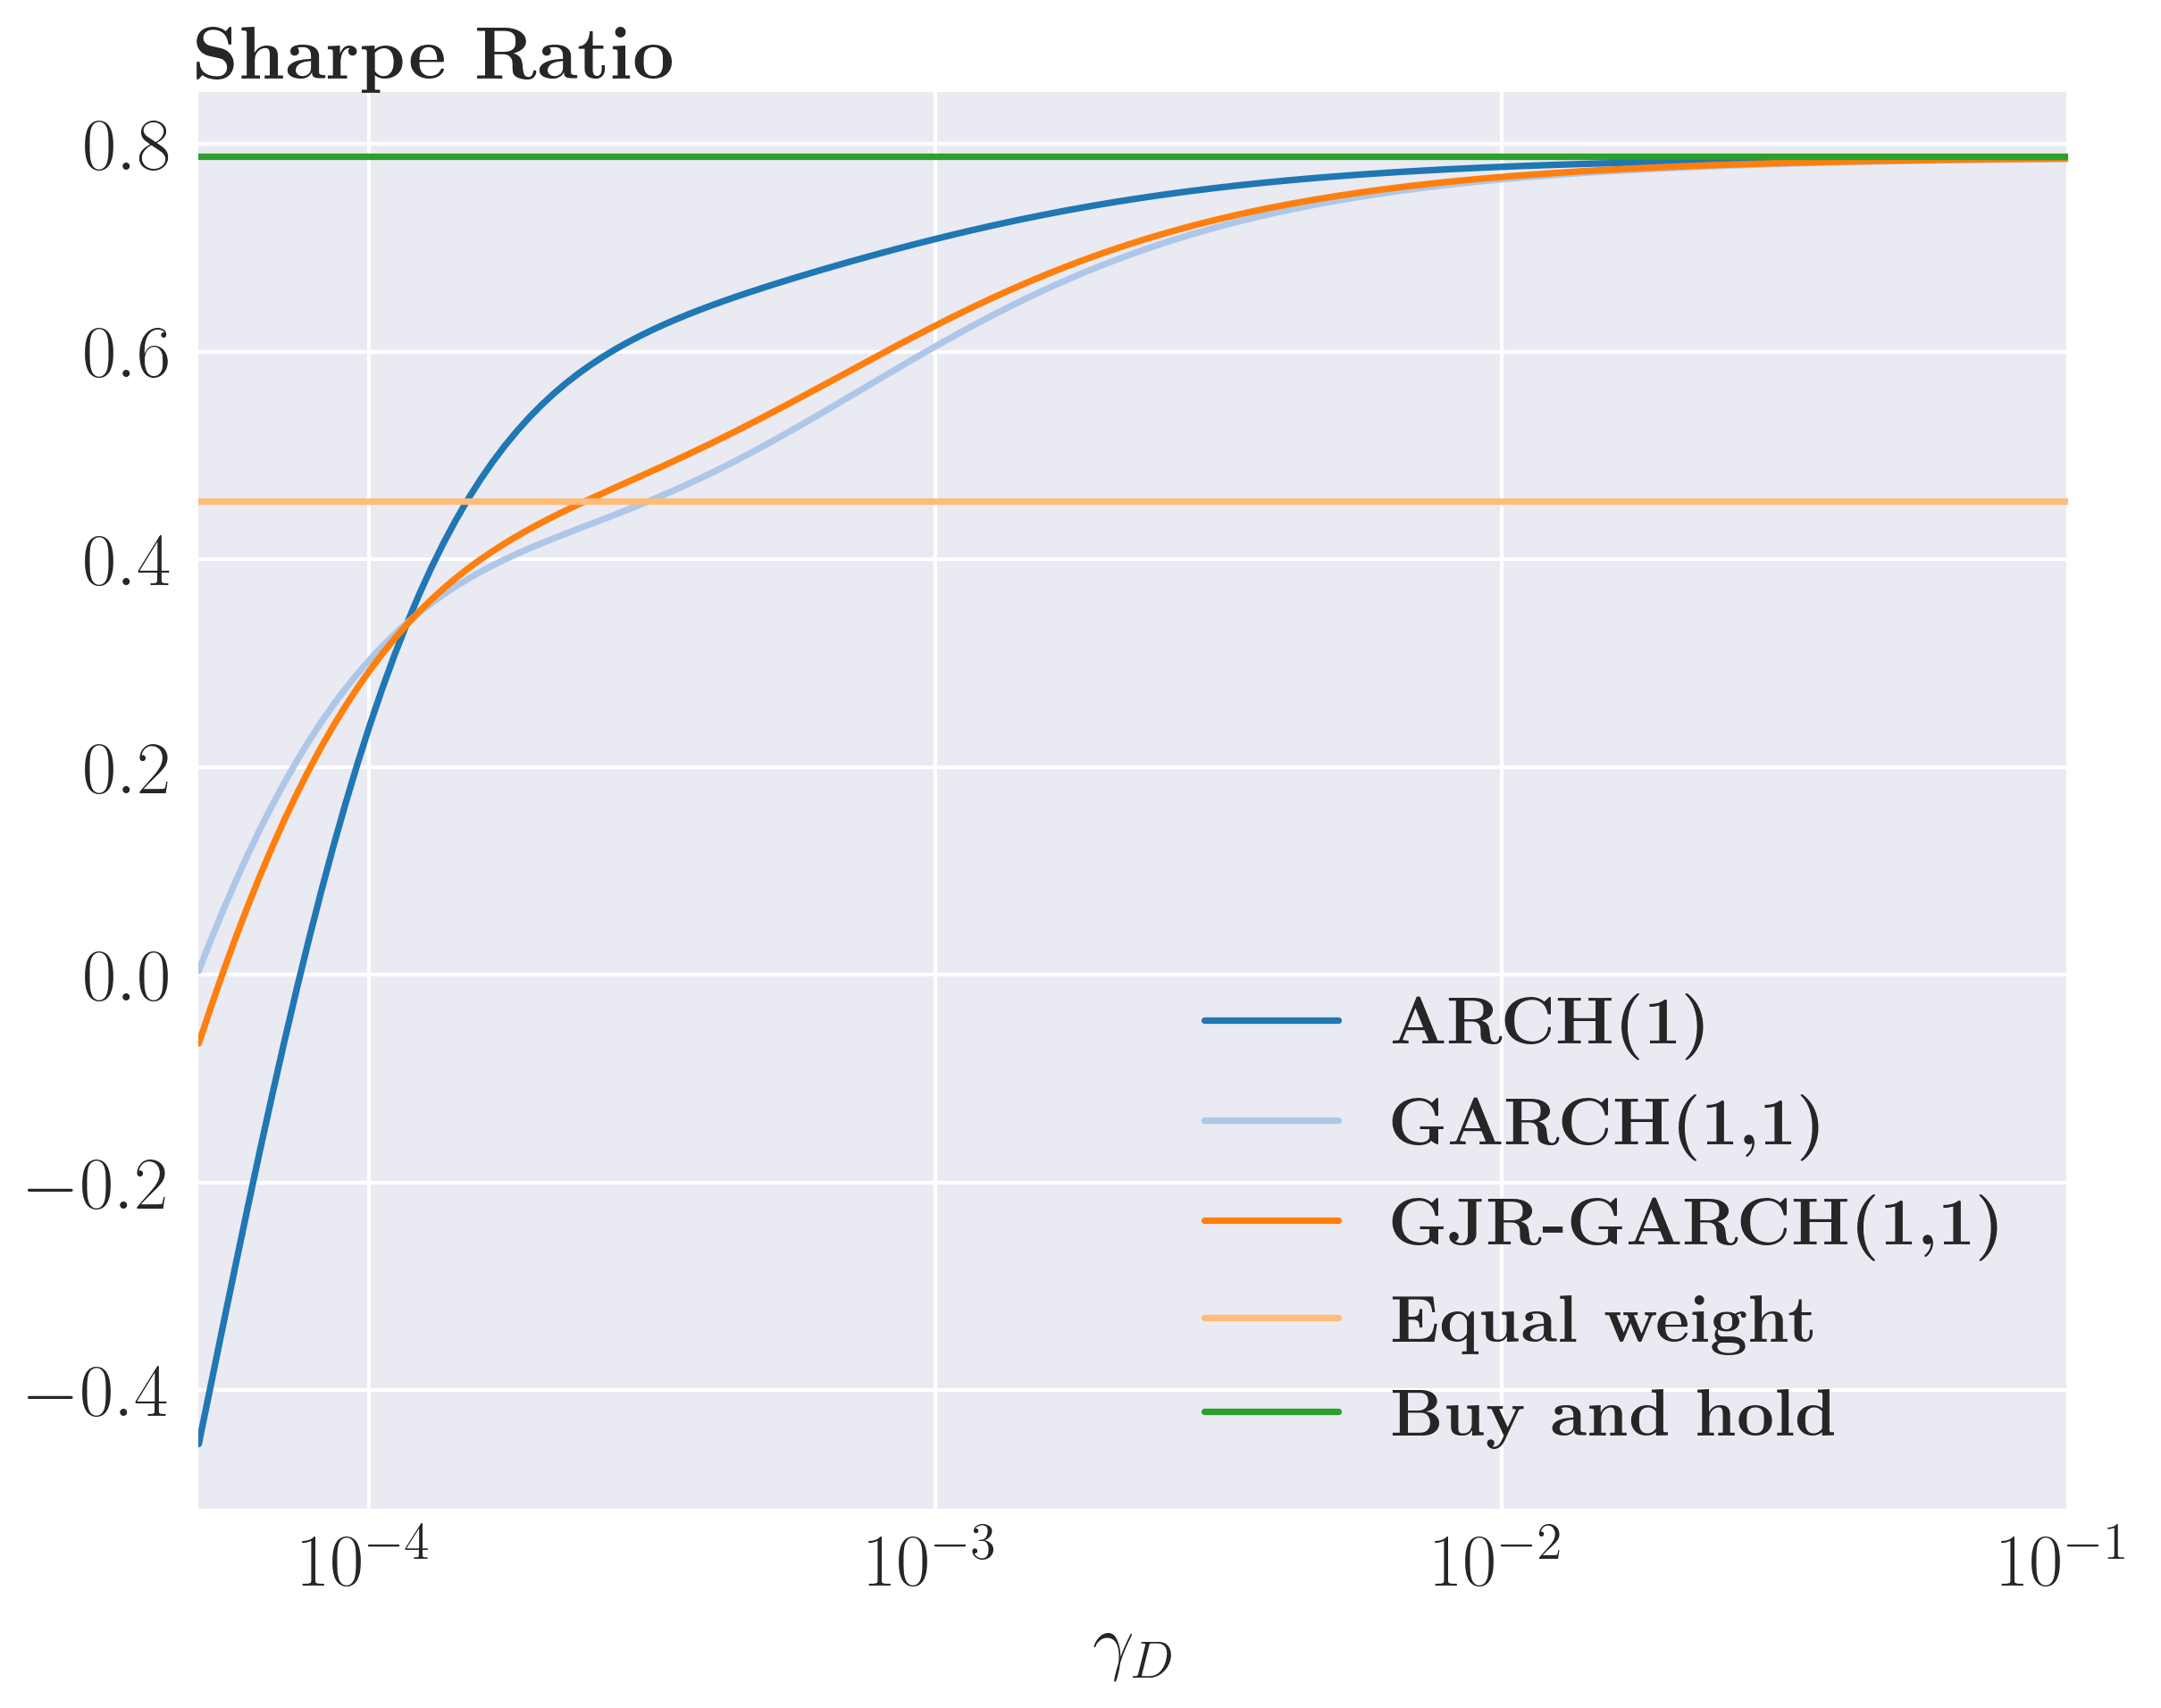 Sharpe Ratio
0.8
0.6
0.4
0.2
0.0
−0.2
−0.4
ARCH(1)
GARCH(1,1)
GJR-GARCH(1,1)
Equal weight
Buy and hold
10⁻⁴ 10⁻³ 10⁻² 10⁻¹
γ_D